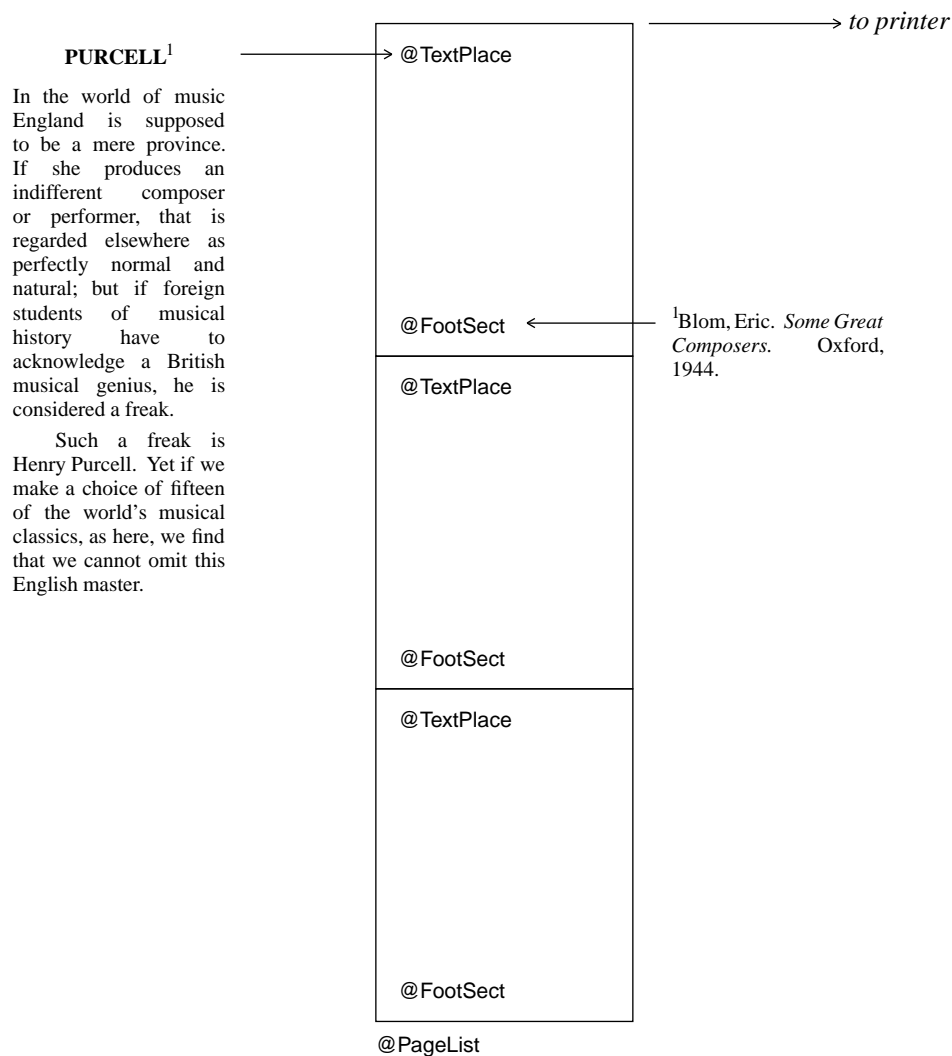 to printer
PURCELL¹
@TextPlace
In the world of music
England is supposed
to be a mere province.
If she produces an
indifferent composer
or performer, that is
regarded elsewhere as
perfectly normal and
natural; but if foreign
students of musical
history have to
acknowledge a British
musical genius, he is
considered a freak.
Such a freak is
Henry Purcell. Yet if we
make a choice of fifteen
of the world's musical
classics, as here, we find
that we cannot omit this
English master.
@FootSect
¹Blom, Eric. Some Great
Composers. Oxford,
1944.
@TextPlace
@FootSect
@TextPlace
@FootSect
@PageList